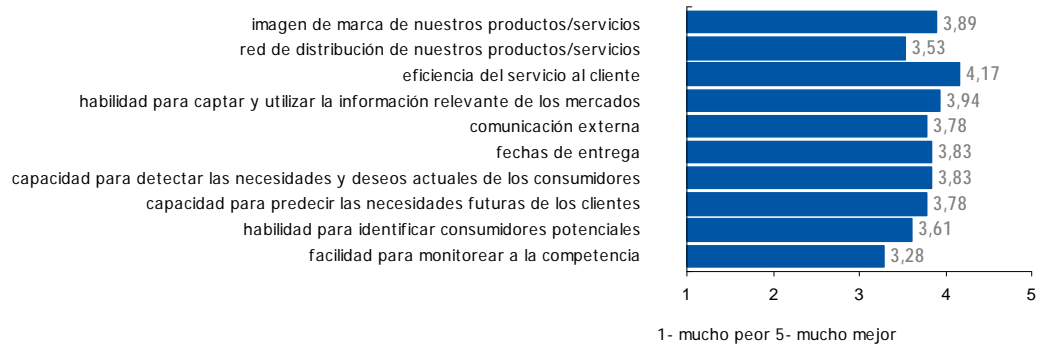 imagen de marca de nuestros productos/servicios 3,89
red de distribución de nuestros productos/servicios 3,53
eficiencia del servicio al cliente 4,17
habilidad para captar y utilizar la información relevante de los mercados 3,94
comunicación externa 3,78
fechas de entrega 3,83
capacidad para detectar las necesidades y deseos actuales de los consumidores 3,83
capacidad para predecir las necesidades futuras de los clientes 3,78
habilidad para identificar consumidores potenciales 3,61
facilidad para monitorear a la competencia 3,28
1 2 3 4 5
1- mucho peor 5- mucho mejor